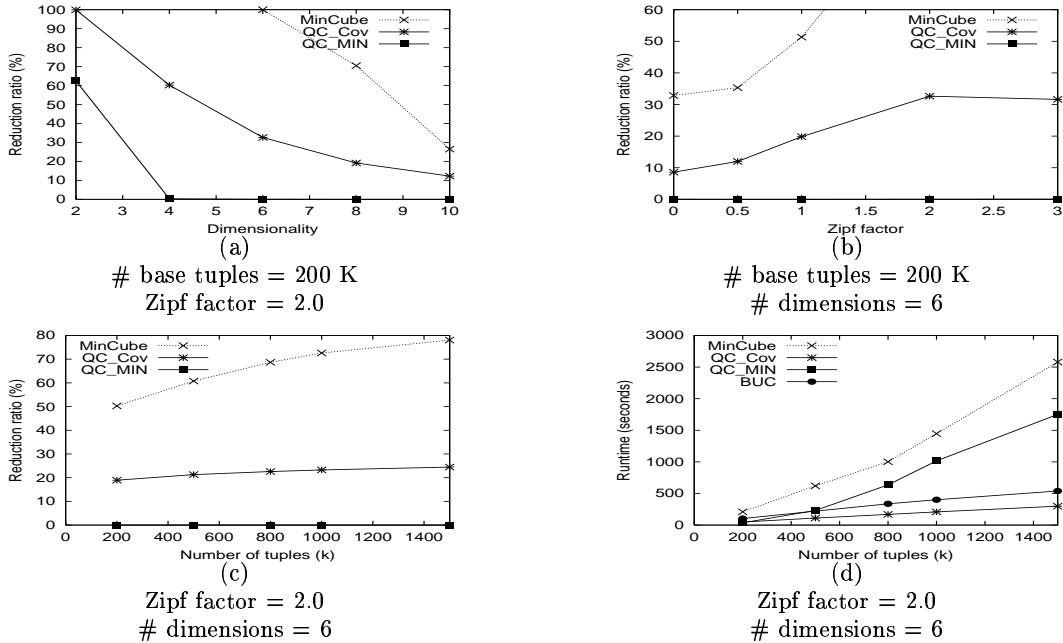 MinCube
QC_Cov
QC_MIN
Reduction ratio (%)
100
90
80
70
60
50
40
30
20
10
0
2 3 4 5 6 7 8 9 10
Dimensionality
(a)
# base tuples = 200 K
Zipf factor = 2.0
MinCube
QC_Cov
QC_MIN
Reduction ratio (%)
60
50
40
30
20
10
0
0 0.5 1 1.5 2 2.5 3
Zipf factor
(b)
# base tuples = 200 K
# dimensions = 6
MinCube
QC_Cov
QC_MIN
Reduction ratio (%)
80
70
60
50
40
30
20
10
0
0 200 400 600 800 1000 1200 1400
Number of tuples (k)
(c)
Zipf factor = 2.0
# dimensions = 6
MinCube
QC_Cov
QC_MIN
BUC
Runtime (seconds)
3000
2500
2000
1500
1000
500
0
0 200 400 600 800 1000 1200 1400
Number of tuples (k)
(d)
Zipf factor = 2.0
# dimensions = 6